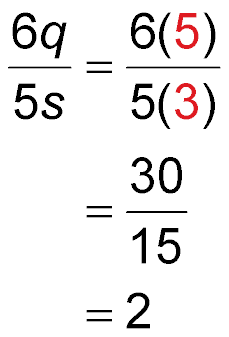 6q/5s = 6(5)/5(3)
= 30/15
= 2